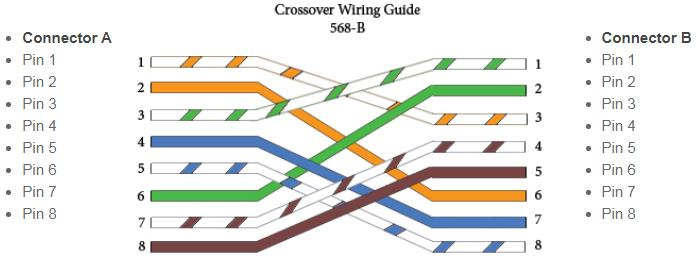 Crossover Wiring Guide
568-B
Connector A
Pin 1
Pin 2
Pin 3
Pin 4
Pin 5
Pin 6
Pin 7
Pin 8
1
2
3
4
5
6
7
8
1
2
3
4
5
6
7
8
Connector B
Pin 1
Pin 2
Pin 3
Pin 4
Pin 5
Pin 6
Pin 7
Pin 8